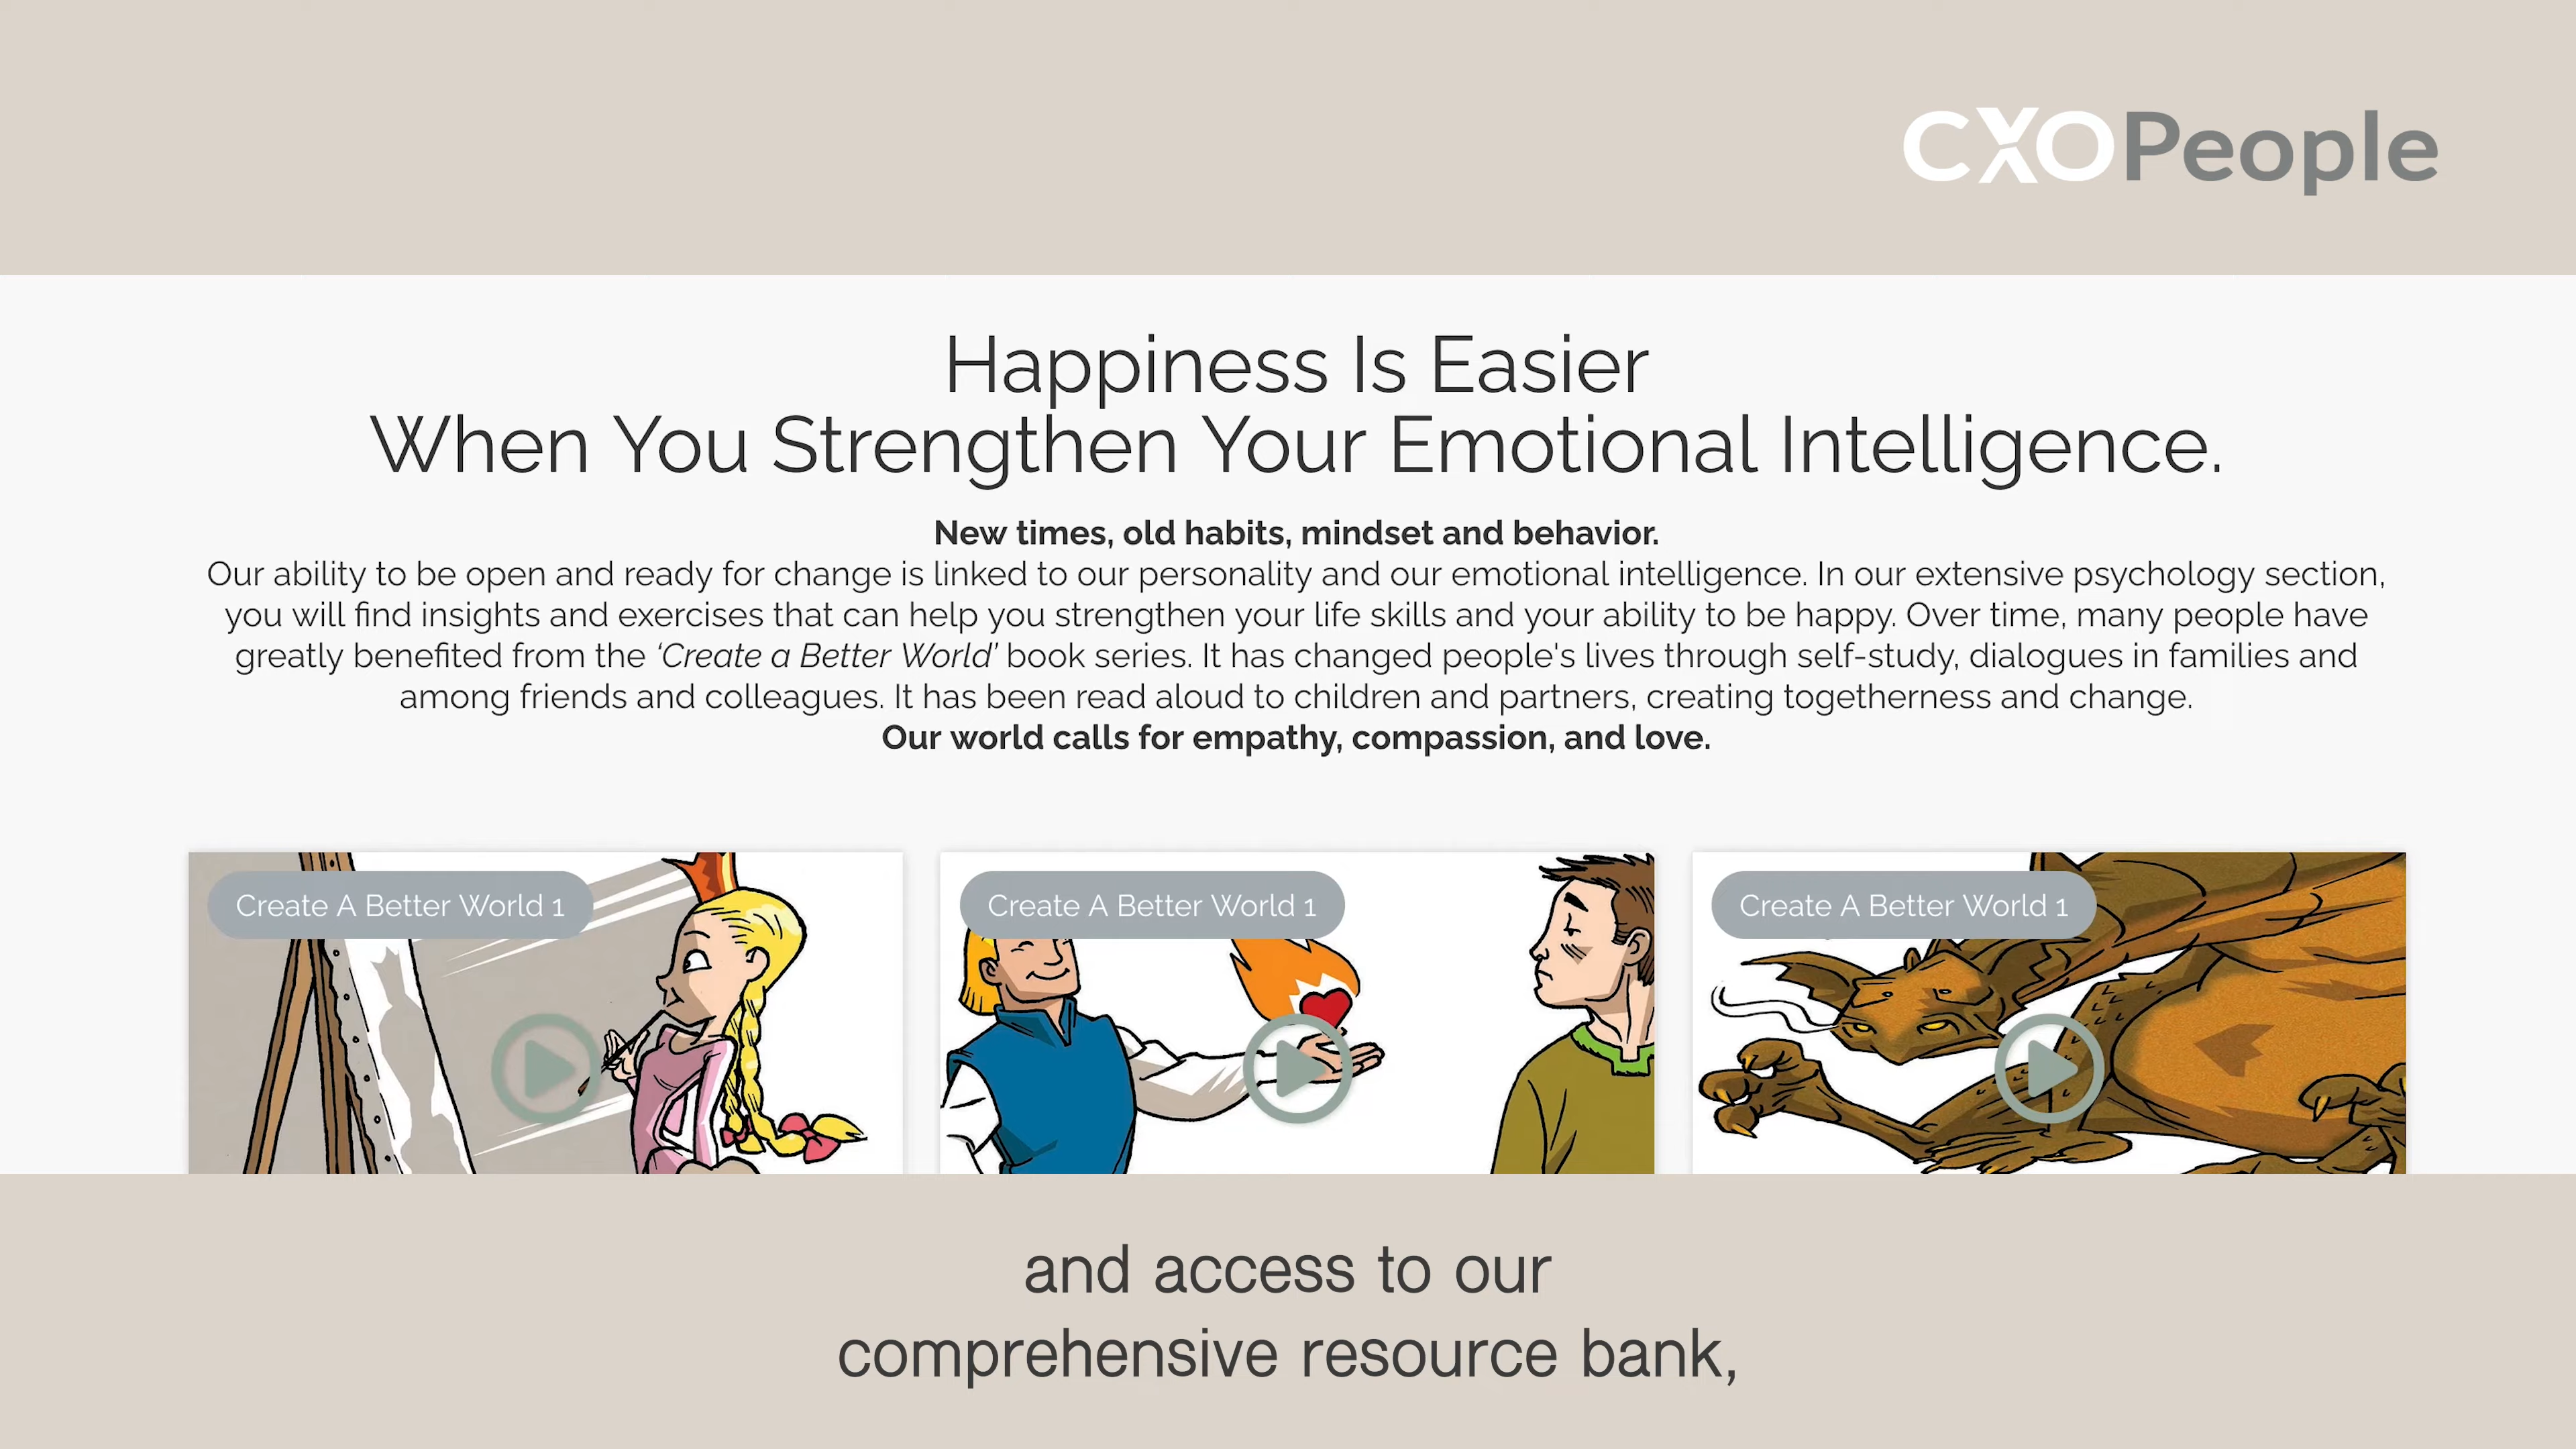 CXOPeople
Happiness Is Easier
When You Strengthen Your Emotional Intelligence.
New times, old habits, mindset and behavior.
Our ability to be open and ready for change is linked to our personality and our emotional intelligence. In our extensive psychology section,
you will find insights and exercises that can help you strengthen your life skills and your ability to be happy. Over time, many people have
greatly benefited from the ‘Create a Better World’ book series. It has changed people's lives through self-study, dialogues in families and
among friends and colleagues. It has been read aloud to children and partners, creating togetherness and change.
Our world calls for empathy, compassion, and love.
Create A Better World 1
Create A Better World 1
Create A Better World 1
and access to our
comprehensive resource bank,